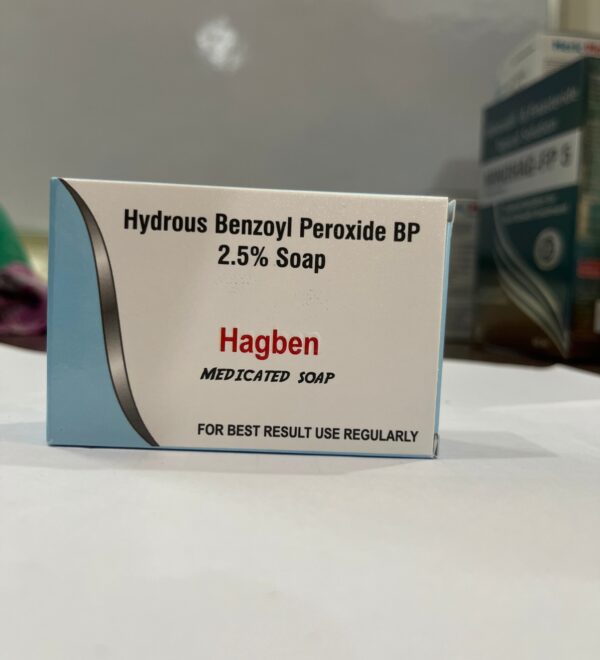 Hydrous Benzoyl Peroxide BP
2.5% Soap
Hagben
MEDICATED SOAP
FOR BEST RESULT USE REGULARLY